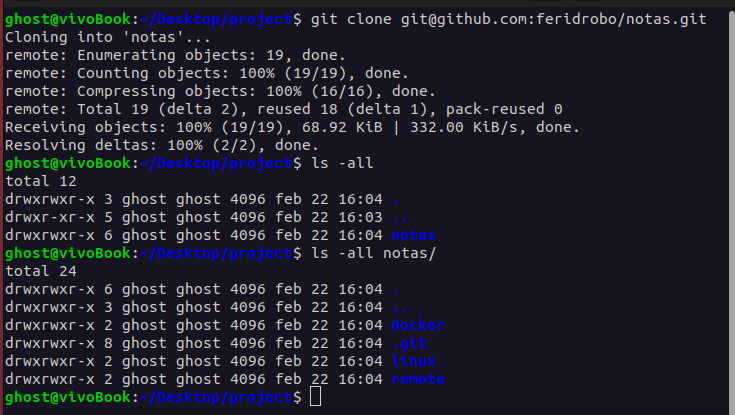 ghost@vivoBook:~/Desktop/project$ git clone git@github.com:feridrobo/notas.git
Cloning into 'notas'...
remote: Enumerating objects: 19, done.
remote: Counting objects: 100% (19/19), done.
remote: Compressing objects: 100% (16/16), done.
remote: Total 19 (delta 2), reused 18 (delta 1), pack-reused 0
Receiving objects: 100% (19/19), 68.92 KiB | 332.00 KiB/s, done.
Resolving deltas: 100% (2/2), done.
ghost@vivoBook:~/Desktop/project$ ls -all
total 12
drwxrwxr-x 3 ghost ghost 4096 feb 22 16:04 .
drwxr-xr-x 5 ghost ghost 4096 feb 22 16:03 ..
drwxrwxr-x 6 ghost ghost 4096 feb 22 16:04 notas
ghost@vivoBook:~/Desktop/project$ ls -all notas/
total 24
drwxrwxr-x 6 ghost ghost 4096 feb 22 16:04 .
drwxrwxr-x 3 ghost ghost 4096 feb 22 16:04 ..
drwxrwxr-x 2 ghost ghost 4096 feb 22 16:04 docker
drwxrwxr-x 8 ghost ghost 4096 feb 22 16:04 .git
drwxrwxr-x 2 ghost ghost 4096 feb 22 16:04 linux
drwxrwxr-x 2 ghost ghost 4096 feb 22 16:04 remote
ghost@vivoBook:~/Desktop/project$